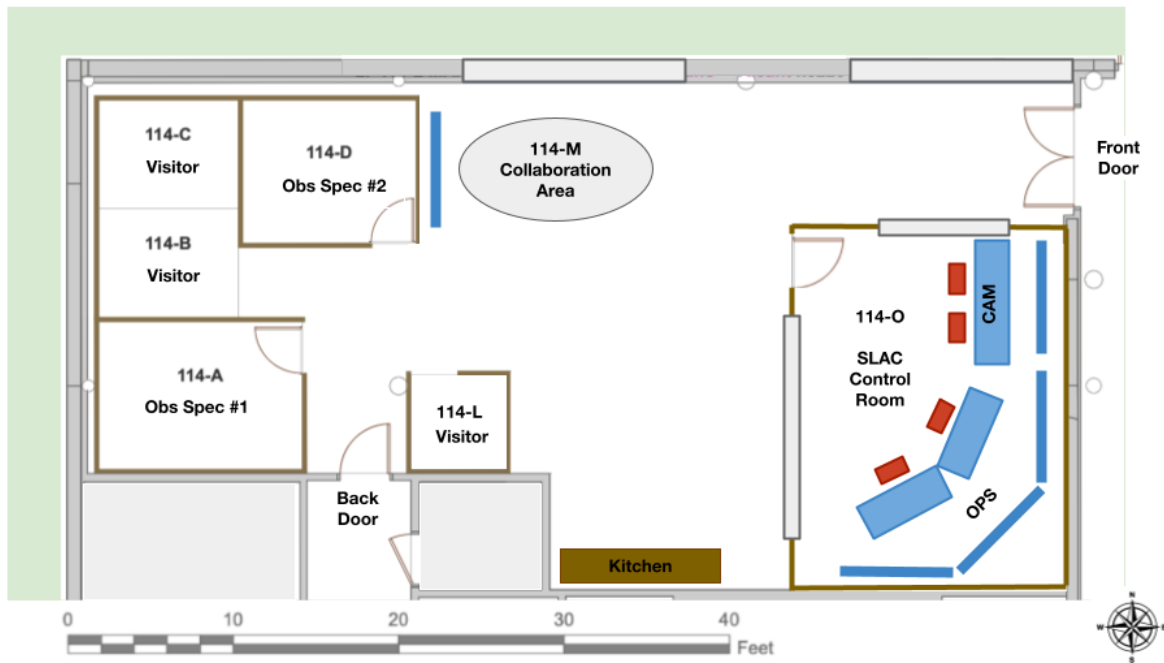 114-C
Visitor
114-D
Obs Spec #2
114-M
Collaboration
Area
Front
Door
114-B
Visitor
114-A
Obs Spec #1
114-L
Visitor
114-O
SLAC
Control
Room
CAM
OPS
Back
Door
Kitchen
0 10 20 30 40
Feet
N
W
S